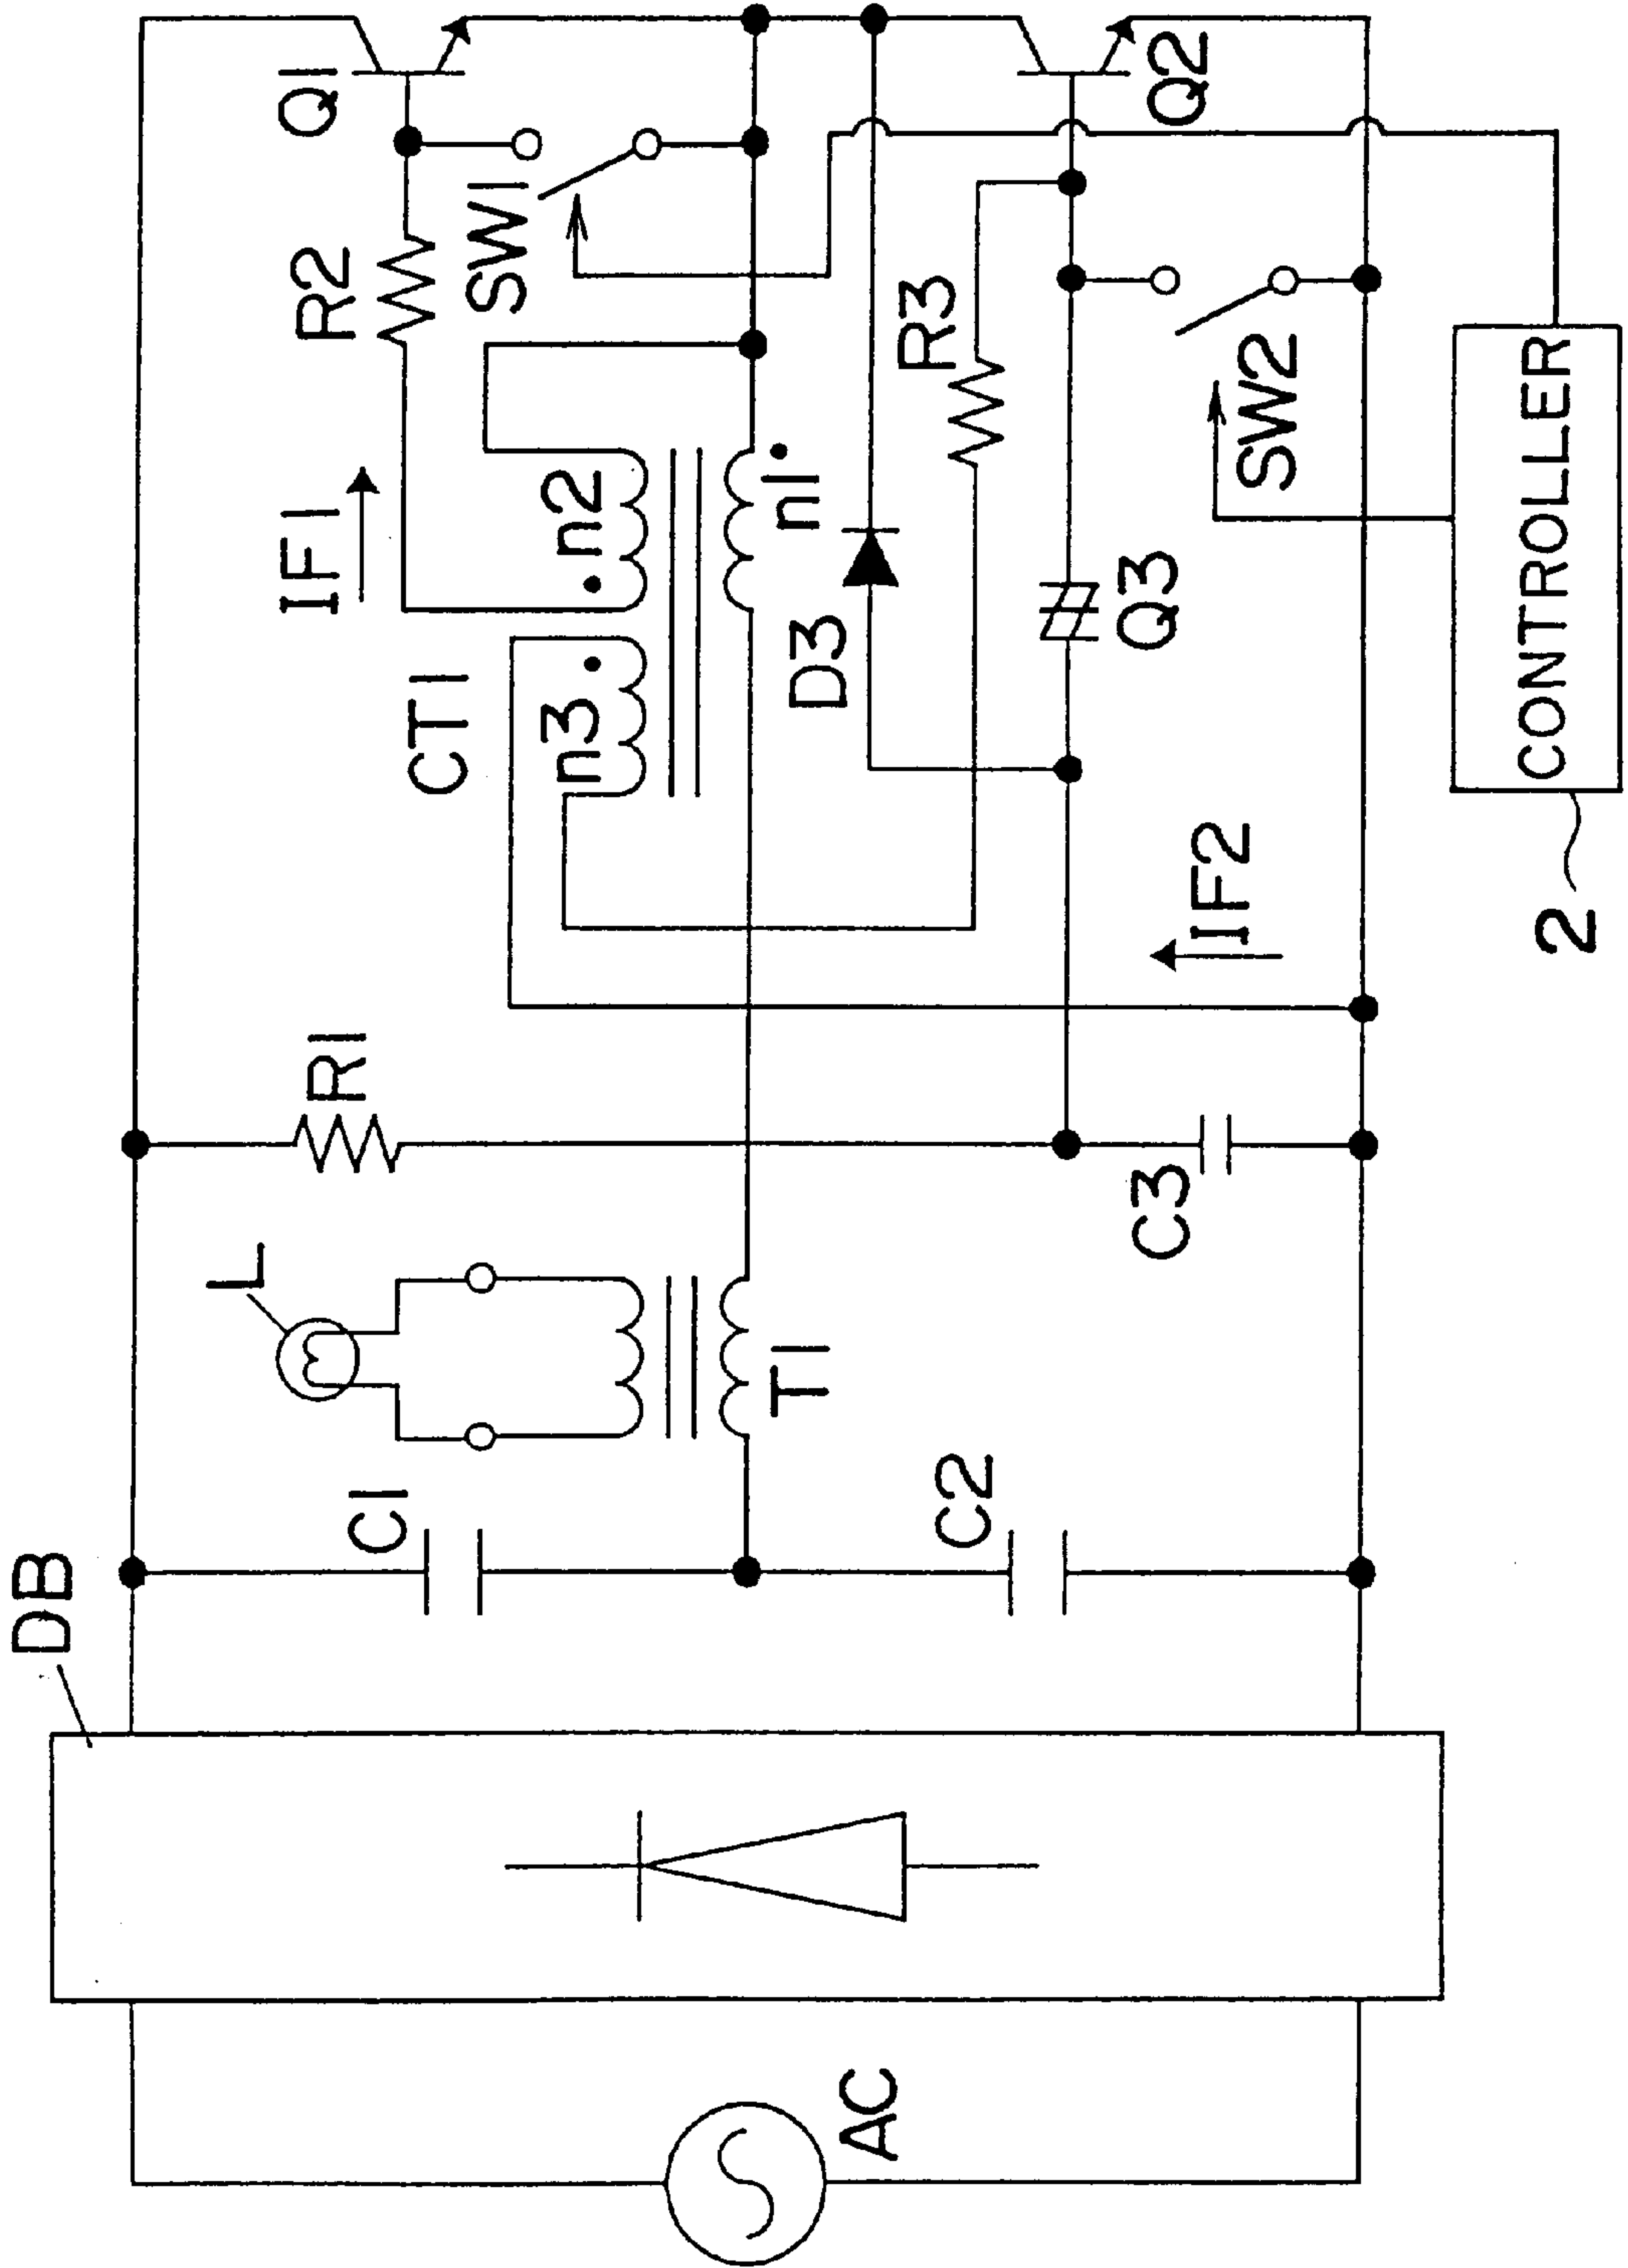 DB
C1
L
R1
CT1
IF1
R2
Q1
SW1
n3
n2
n1
AC
C2
T1
C3
D3
R3
IF2
Q3
SW2
Q2
2
CONTROLLER